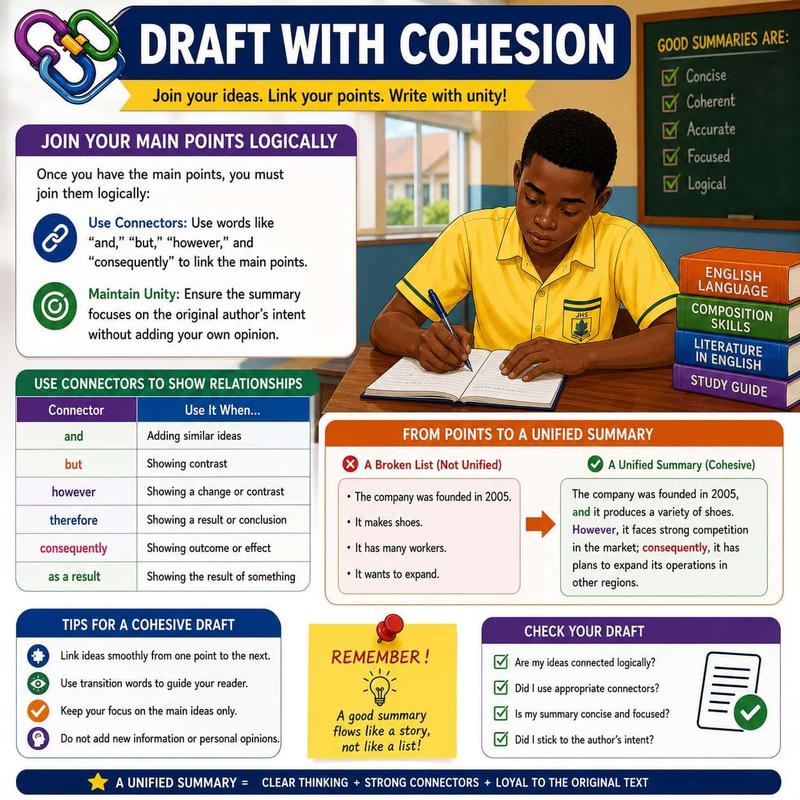 DRAFT WITH COHESION
Join your ideas. Link your points. Write with unity!
GOOD SUMMARIES ARE:
Concise
Coherent
Accurate
Focused
Logical
JOIN YOUR MAIN POINTS LOGICALLY
Once you have the main points, you must
join them logically:
Use Connectors: Use words like
“and,” “but,” “however,” and
“consequently” to link the main points.
Maintain Unity: Ensure the summary
focuses on the original author’s intent
without adding your own opinion.
JHS
ENGLISH
LANGUAGE
COMPOSITION
SKILLS
LITERATURE
IN ENGLISH
STUDY GUIDE
USE CONNECTORS TO SHOW RELATIONSHIPS
Connector Use It When...
and Adding similar ideas
but Showing contrast
however Showing a change or contrast
therefore Showing a result or conclusion
consequently Showing outcome or effect
as a result Showing the result of something
FROM POINTS TO A UNIFIED SUMMARY
A Broken List (Not Unified)
• The company was founded in 2005.
• It makes shoes.
• It has many workers.
• It wants to expand.
A Unified Summary (Cohesive)
The company was founded in 2005,
and it produces a variety of shoes.
However, it faces strong competition
in the market; consequently, it has
plans to expand its operations in
other regions.
TIPS FOR A COHESIVE DRAFT
Link ideas smoothly from one point to the next.
Use transition words to guide your reader.
Keep your focus on the main ideas only.
Do not add new information or personal opinions.
REMEMBER!
A good summary
flows like a story,
not like a list!
CHECK YOUR DRAFT
Are my ideas connected logically?
Did I use appropriate connectors?
Is my summary concise and focused?
Did I stick to the author’s intent?
A UNIFIED SUMMARY = CLEAR THINKING + STRONG CONNECTORS + LOYAL TO THE ORIGINAL TEXT